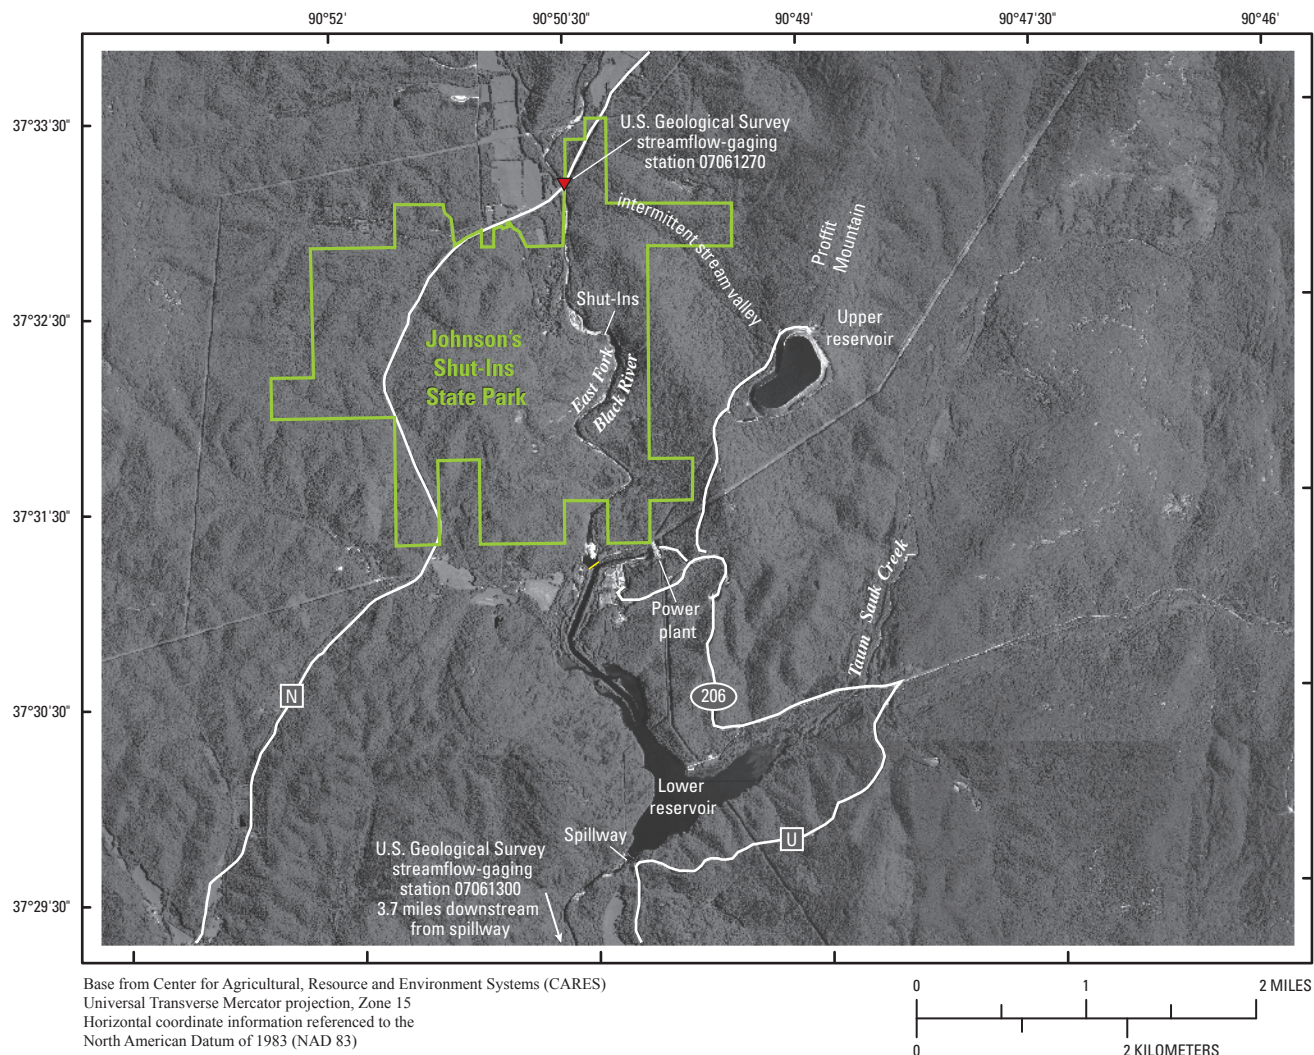 90°52'
90°50'30"
90°49'
90°47'30"
90°46'
37°33'30"
U.S. Geological Survey
streamflow-gaging
station 07061270
intermittent stream valley
Proffit
Mountain
37°32'30"
Shut-Ins
Upper
reservoir
Johnson's
Shut-Ins
State Park
East Fork
Black River
37°31'30"
Taum Sauk Creek
Power
plant
N
206
37°30'30"
Lower
reservoir
Spillway
U
U.S. Geological Survey
streamflow-gaging
station 07061300
3.7 miles downstream
from spillway
37°29'30"
Base from Center for Agricultural, Resource and Environment Systems (CARES)
Universal Transverse Mercator projection, Zone 15
Horizontal coordinate information referenced to the
North American Datum of 1983 (NAD 83)
0 1 2 MILES
0 2 KILOMETERS